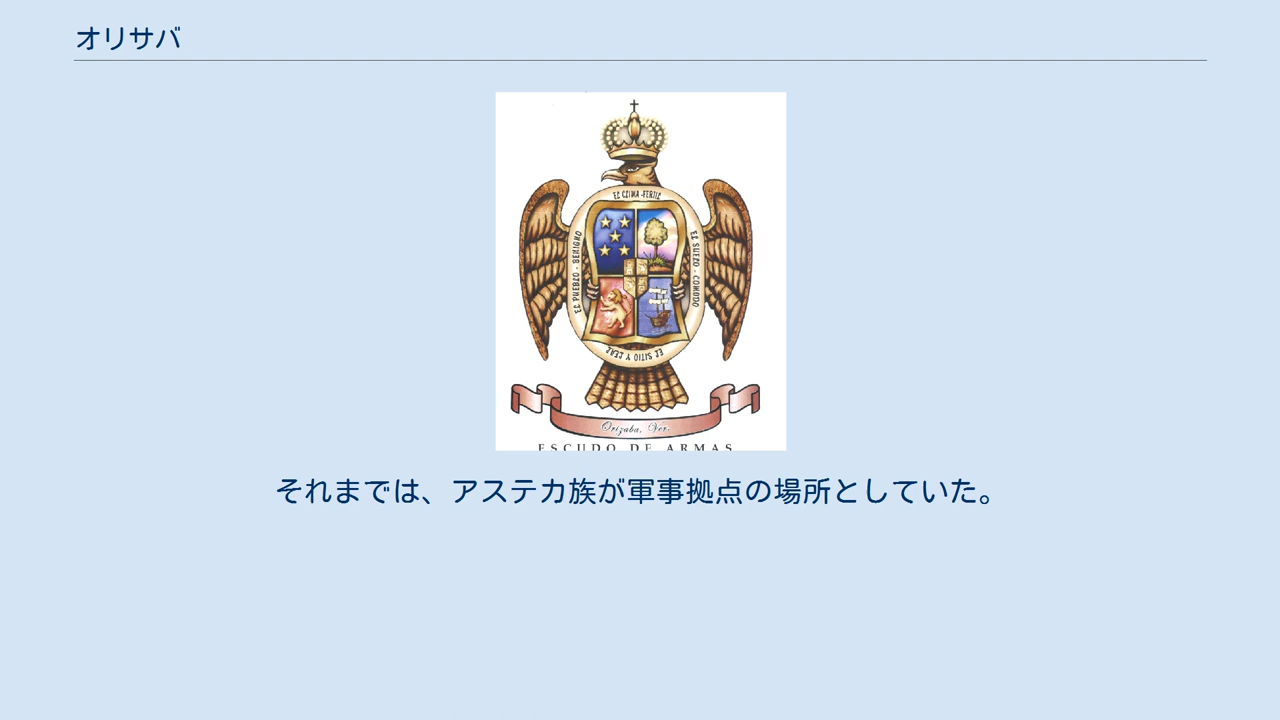 オリサバ
EL CLIMA - FERTIL
EL PUEBLO - BENIGNO
EL SUELO - COMODO
EL SITIO Y LEAL
Orizaba, Ver.
ESCUDO DE ARMAS
それまでは、アステカ族が軍事拠点の場所としていた。